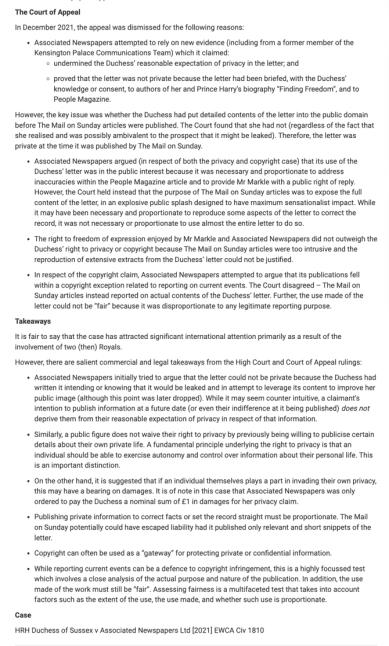 The Court of Appeal
In December 2021, the appeal was dismissed for the following reasons:
• Associated Newspapers attempted to rely on new evidence (including from a former member of the
Kensington Palace Communications Team) which it claimed:
○ undermined the Duchess' reasonable expectation of privacy in the letter; and
○ proved that the letter was not private because the letter had been briefed, with the Duchess'
knowledge or consent, to authors of her and Prince Harry's biography "Finding Freedom", and to
People Magazine.
However, the key issue was whether the Duchess had put detailed contents of the letter into the public domain
before The Mail on Sunday articles were published. The Court found that she had not (regardless of the fact that
she realised and was possibly ambivalent to the prospect that it might be leaked). Therefore, the letter was
private at the time it was published by The Mail on Sunday.
• Associated Newspapers argued (in respect of both the privacy and copyright case) that its use of the
Duchess' letter was in the public interest because it was necessary and proportionate to address
inaccuracies within the People Magazine article and to provide Mr Markle with a public right of reply.
However, the Court held instead that the purpose of The Mail on Sunday articles was to expose the full
content of the letter, in an explosive public splash designed to have maximum sensationalist impact. While
it may have been necessary and proportionate to reproduce some aspects of the letter to correct the
record, it was not necessary or proportionate to use almost the entire letter to do so.
• The right to freedom of expression enjoyed by Mr Markle and Associated Newspapers did not outweigh the
Duchess' right to privacy or copyright because The Mail on Sunday articles were too intrusive and the
reproduction of extensive extracts from the Duchess' letter could not be justified.
• In respect of the copyright claim, Associated Newspapers attempted to argue that its publications fell
within a copyright exception related to reporting on current events. The Court disagreed – The Mail on
Sunday articles instead reported on actual contents of the Duchess' letter. Further, the use made of the
letter could not be "fair" because it was disproportionate to any legitimate reporting purpose.
Takeaways
It is fair to say that the case has attracted significant international attention primarily as a result of the
involvement of two (then) Royals.
However, there are salient commercial and legal takeaways from the High Court and Court of Appeal rulings:
• Associated Newspapers initially tried to argue that the letter could not be private because the Duchess had
written it intending or knowing that it would be leaked and in attempt to leverage its content to improve her
public image (although this point was later dropped). While it may seem counter intuitive, a claimant's
intention to publish information at a future date (or even their indifference at it being published) does not
deprive them from their reasonable expectation of privacy in respect of that information.
• Similarly, a public figure does not waive their right to privacy by previously being willing to publicise certain
details about their own private life. A fundamental principle underlying the right to privacy is that an
individual should be able to exercise autonomy and control over information about their personal life. This
is an important distinction.
• On the other hand, it is suggested that if an individual themselves plays a part in invading their own privacy,
this may have a bearing on damages. It is of note in this case that Associated Newspapers was only
ordered to pay the Duchess a nominal sum of £1 in damages for her privacy claim.
• Publishing private information to correct facts or set the record straight must be proportionate. The Mail
on Sunday potentially could have escaped liability had it published only relevant and short snippets of the
letter.
• Copyright can often be used as a "gateway" for protecting private or confidential information.
• While reporting current events can be a defence to copyright infringement, this is a highly focussed test
which involves a close analysis of the actual purpose and nature of the publication. In addition, the use
made of the work must still be "fair". Assessing fairness is a multifaceted test that takes into account
factors such as the extent of the use, the use made, and whether such use is proportionate.
Case
HRH Duchess of Sussex v Associated Newspapers Ltd [2021] EWCA Civ 1810